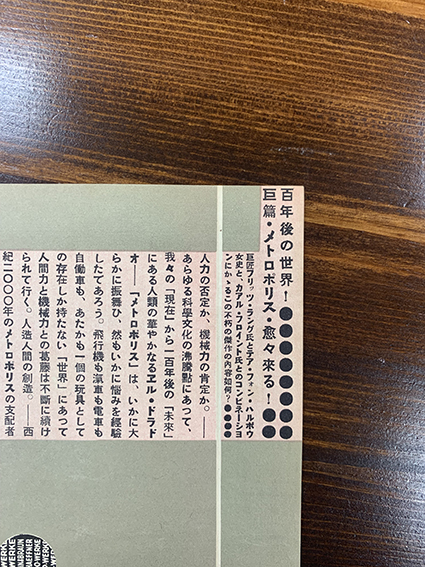 百年後の世界！●●●●●●●
巨篇・メトロポリス・愈々來る！●●
巨匠フリッツ・ラング氏とテア・フォン・ハルボウ
女史と、カアル・フロイント氏とのコンビネーショ
ンにかゝるこの不朽の傑作の內容如何？●●●●
人力の否定か、機械力の肯定か。――
あらゆる科學文化の沸騰點にあつて、
我々の「現在」から一百年後の「未來」
にある人類の華やかなるヱル・ドラド
オ――「メトロポリス」は、いかに大
らかに振舞ひ、然もいかに惱みを經驗
したであろう。飛行機も滊車も電車も
自働車も、あたかも一個の玩具として
の存在しか持たない「世界」にあつて
人間力と機械力との葛藤は不斷に續け
られて行く。人造人間の創造。――西
紀二〇〇〇年のメトロポリスの支配者
WERKE